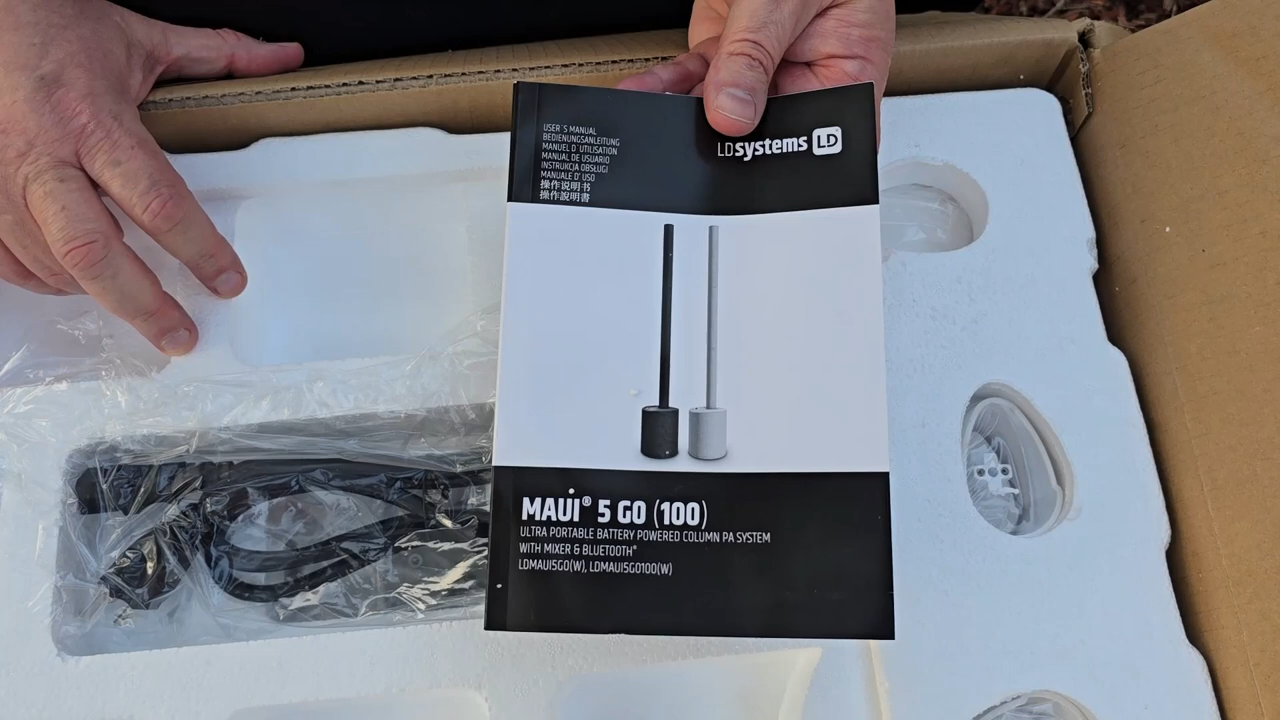 USER´S MANUAL
BEDIENUNGSANLEITUNG
MANUEL D´UTILISATION
MANUAL DE USUARIO
INSTRUKCJA OBSŁUGI
MANUALE D' USO
操作说明书
操作說明書
LDsystems LD
MAUI® 5 GO (100)
ULTRA PORTABLE BATTERY POWERED COLUMN PA SYSTEM
WITH MIXER & BLUETOOTH®
LDMAUI5GO(W), LDMAUI5GO100(W)